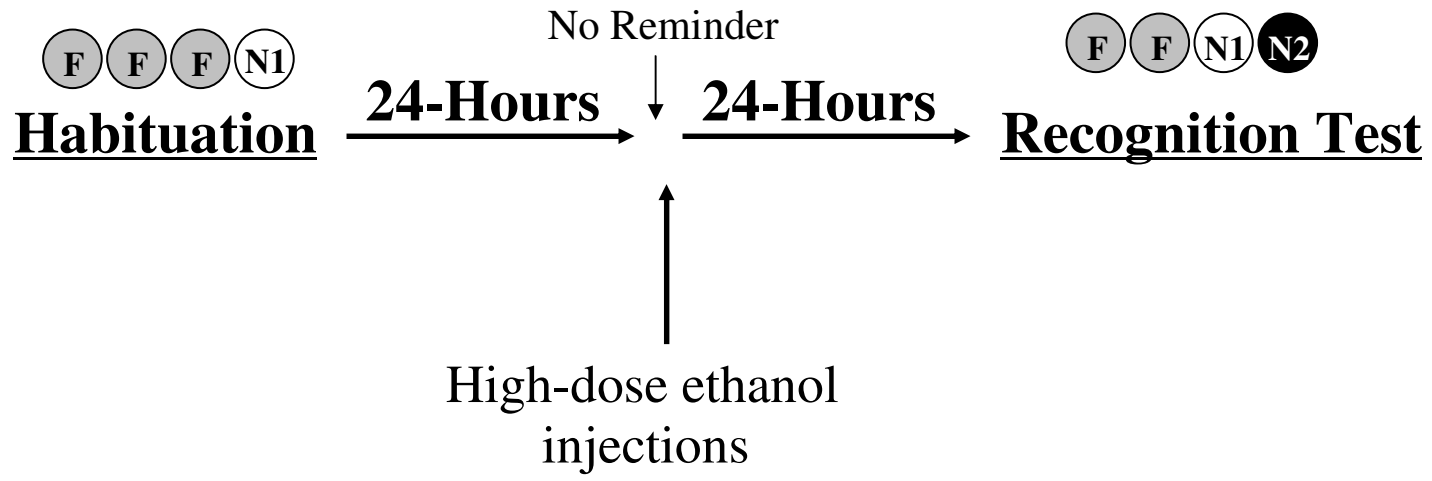 No Reminder
F F F N1
F F N1 N2
24-Hours 24-Hours
Habituation
Recognition Test
High-dose ethanol
injections